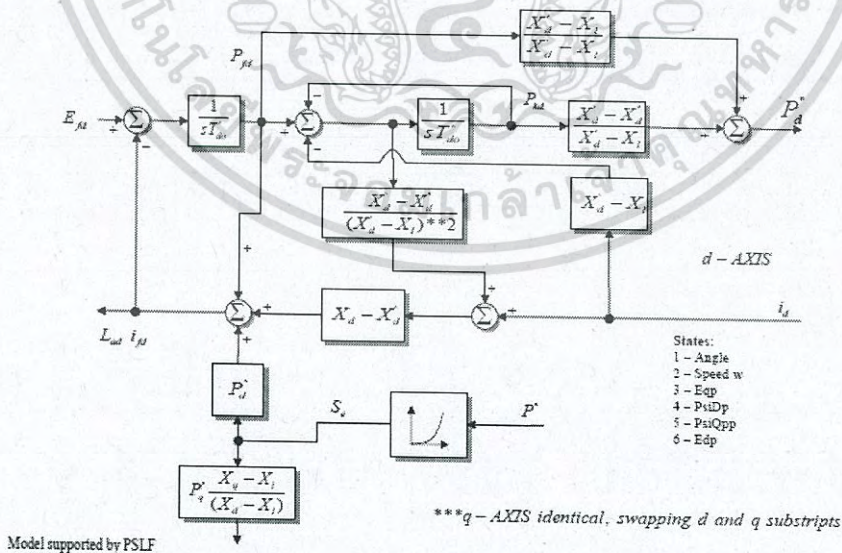 X''_d − X_l
X'_d − X_l
P_fd
P_kd
E_fd
1
sT'_do
1
sT''_do
X'_d − X''_d
X'_d − X_l
P''_d
X'_d − X''_d
(X'_d − X_l)**2
X'_d − X_l
d − AXIS
X_d − X'_d
i_d
L_ad i_fd
States:
1 – Angle
2 – Speed w
3 – Eqp
4 – PsiDp
5 – PsiQpp
6 – Edp
P''_d
S_d
P''
P''_q
X_q − X_l
(X_d − X_l)
***q – AXIS identical, swapping d and q substripts
Model supported by PSLF